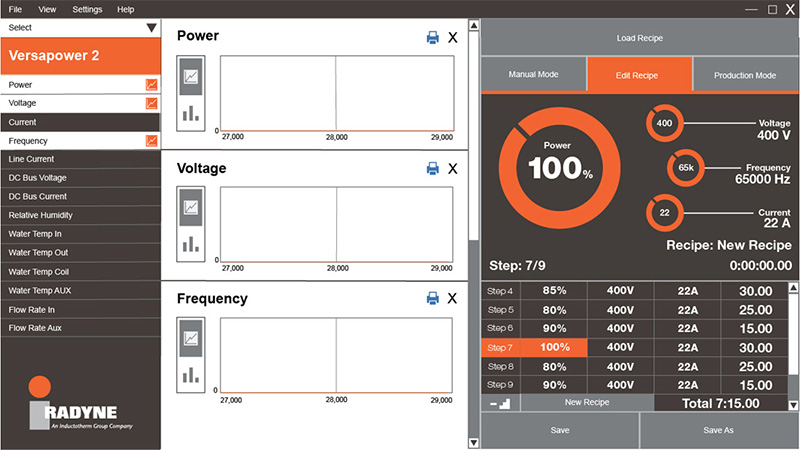 File View Settings Help
Select
Versapower 2
Power
Voltage
Current
Frequency
Line Current
DC Bus Voltage
DC Bus Current
Relative Humidity
Water Temp In
Water Temp Out
Water Temp Coil
Water Temp AUX
Flow Rate In
Flow Rate Aux
RADYNE
An Inductotherm Group Company
Power X
0
27,000 28,000 29,000
Voltage X
0
27,000 28,000 29,000
Frequency X
0
27,000 28,000 29,000
Load Recipe
Manual Mode Edit Recipe Production Mode
Power
100%
400 Voltage
400 V
65k Frequency
65000 Hz
22 Current
22 A
Recipe: New Recipe
Step: 7/9 0:00:00.00
Step 4 85% 400V 22A 30.00
Step 5 80% 400V 22A 25.00
Step 6 90% 400V 22A 15.00
Step 7 100% 400V 22A 30.00
Step 8 80% 400V 22A 25.00
Step 9 90% 400V 22A 15.00
New Recipe Total 7:15.00
Save Save As